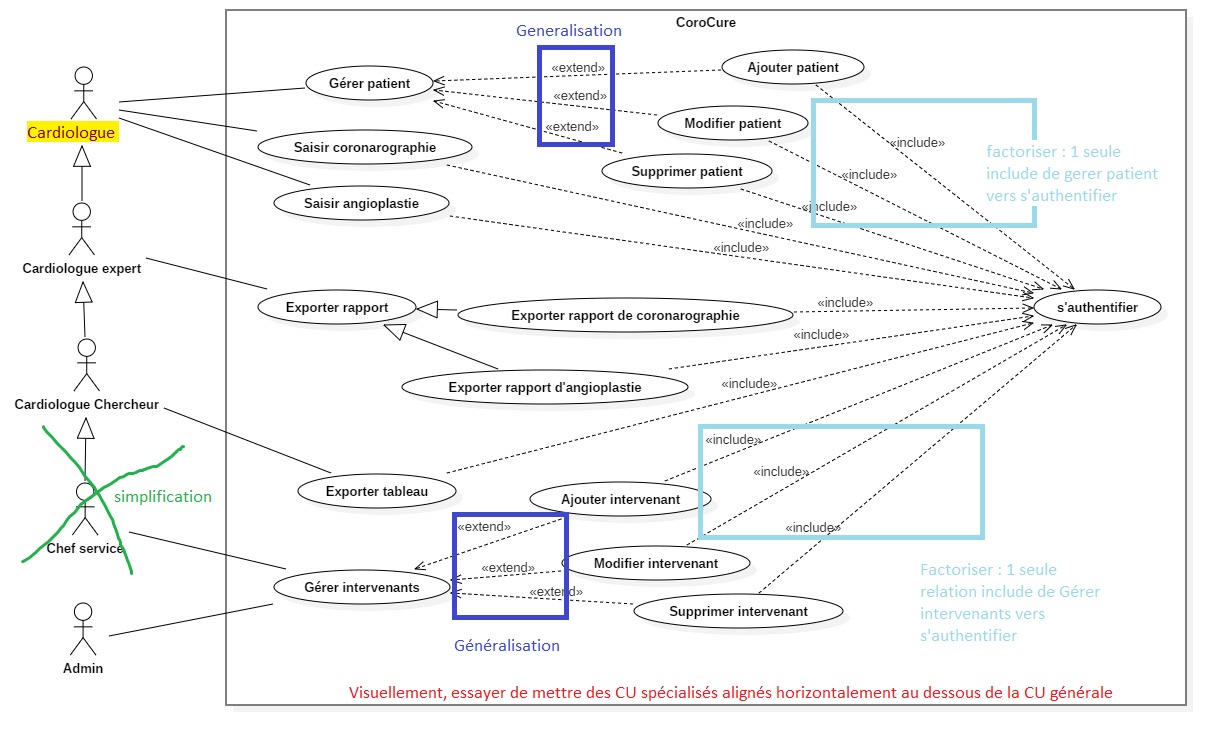 CoroCure
Generalisation
Gérer patient
«extend»
Ajouter patient
«extend»
Modifier patient
«extend»
Cardiologue
Saisir coronarographie
«include»
factoriser : 1 seule
include de gerer patient
vers s'authentifier
Supprimer patient
«include»
Saisir angioplastie
«include»
«include»
«include»
Cardiologue expert
Exporter rapport
Exporter rapport de coronarographie
«include»
s'authentifier
«include»
Exporter rapport d'angioplastie
«include»
Cardiologue Chercheur
«include»
«include»
simplification
Exporter tableau
Ajouter intervenant
«extend»
«include»
Chef service
Modifier intervenant
«extend»
Gérer intervenants
«extend»
Supprimer intervenant
Factoriser : 1 seule
relation include de Gérer
intervenants vers
s'authentifier
Admin
Généralisation
Visuellement, essayer de mettre des CU spécialisés alignés horizontalement au dessous de la CU générale